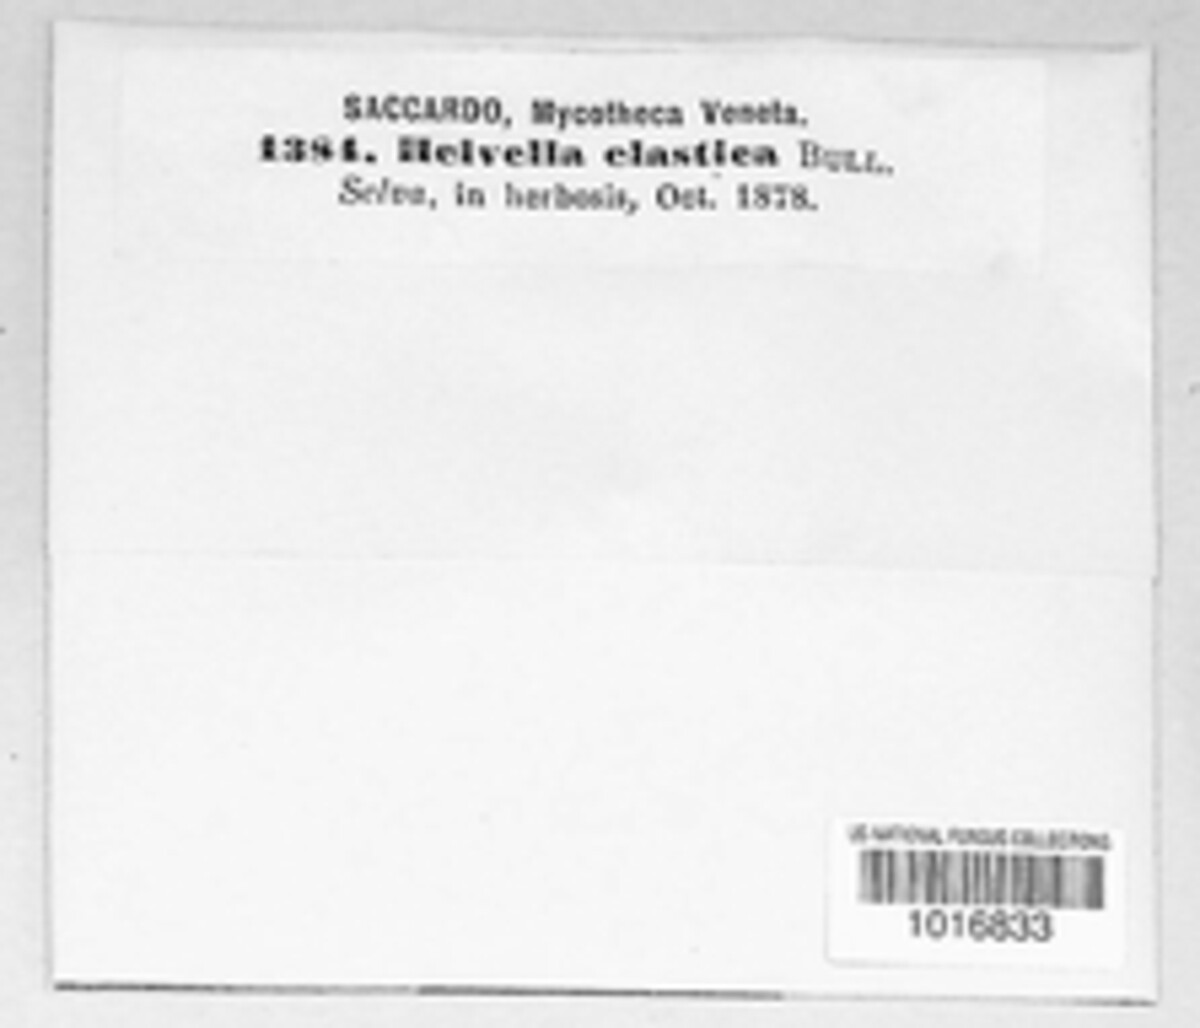 SACCARDO, Mycotheca Veneta.
1384. Helvella elastica BULL.
Selva, in herbosis, Oct. 1878.
US NATIONAL FUNGUS COLLECTIONS
1016833